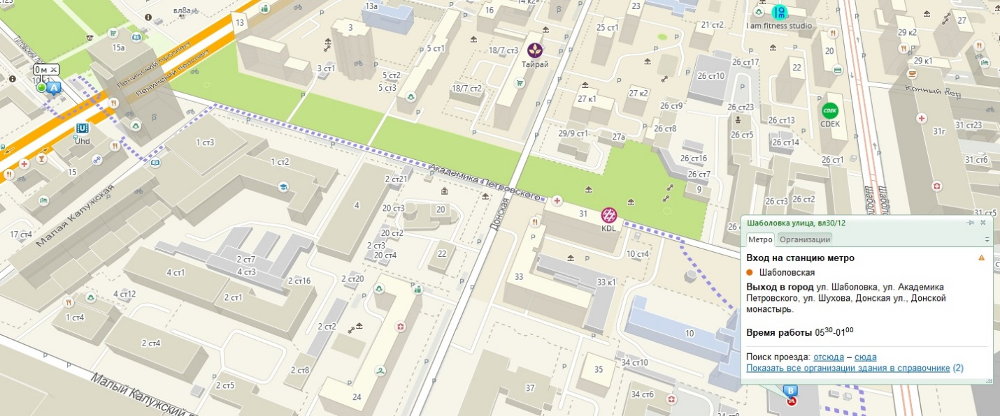 вл8а
13а
16
14 к2
23
13
3
25 ст1
21 ст2
I am fitness studio
27
29 к2
15а
Ленинский проспект
Ленинский проспект
5 ст1
18/7 ст3
Тайрай
20
0 м
3 ст1
5 ст2
5 ст3
26 ст17
22
29 к1
26 ст10
A
18/7 ст2
27 к1
27 к2
Конный пер
26 ст9
26 ст23
CDEK
CDEK
26 ст13
31г
31 ст23
Uhd
1 ст3
29/9 ст1
27а
26 ст8
26 ст5
26 ст14
1 ст2
26 ст16
26 ст1
31 ст6
15
Академика Петровского
2 ст21
26 ст7
9
4
20 ст3
20
Донская
31
26 ст3
26 ст2
31 ст5
Малая Калужская
17 ст4
KDL
20 ст2
2 ст3
20 ст4
22
10 ст4
2 ст7
4 ст3
4 ст1
2 ст16
2 ст20
33
33 к1
4 ст12
2 ст1
1 ст4
2 ст2
2 ст4
10
2 ст8
34 ст10
35
Малый Калужский п
2 ст5
24
37
34 ст6
Шаболовка улица, вл30/12
Метро
Организации
Вход на станцию метро
Шаболовская
Выход в город ул. Шаболовка, ул. Академика
Петровского, ул. Шухова, Донская ул., Донской
монастырь.
Время работы 05³⁰-01⁰⁰
Поиск проезда: отсюда – сюда
Показать все организации здания в справочнике (2)
B